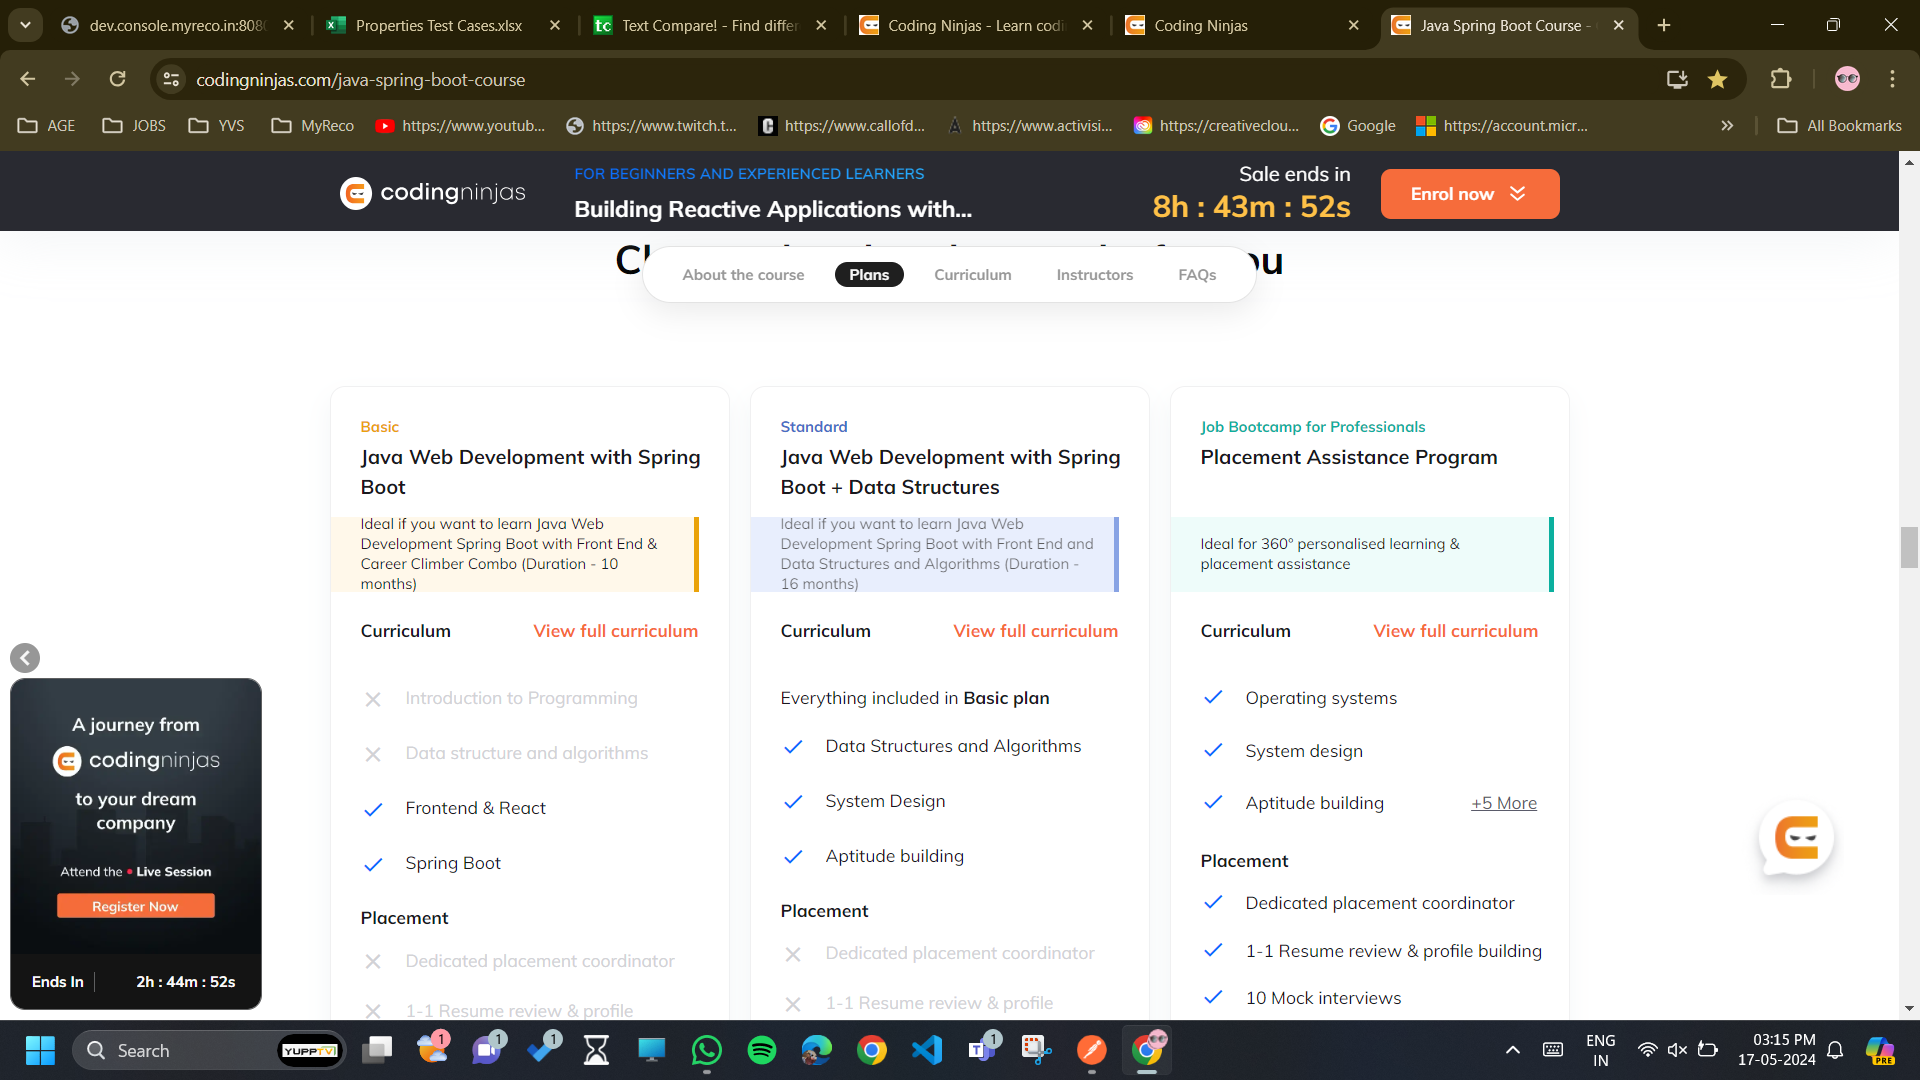 dev.console.myreco.in:808
Properties Test Cases.xlsx
Text Compare! - Find differ
Coding Ninjas - Learn codi
Coding Ninjas
Java Spring Boot Course -
codingninjas.com/java-spring-boot-course
AGE
JOBS
YVS
MyReco
https://www.youtub...
https://www.twitch.t...
https://www.callofd...
https://www.activisi...
https://creativeclou...
Google
https://account.micr...
All Bookmarks
codingninjas
FOR BEGINNERS AND EXPERIENCED LEARNERS
Building Reactive Applications with...
Sale ends in
8h : 43m : 52s
Enrol now
About the course
Plans
Curriculum
Instructors
FAQs
Basic
Java Web Development with Spring
Boot
Ideal if you want to learn Java Web
Development Spring Boot with Front End &
Career Climber Combo (Duration - 10
months)
Curriculum
View full curriculum
Introduction to Programming
Data structure and algorithms
Frontend & React
Spring Boot
Placement
Dedicated placement coordinator
1-1 Resume review & profile
Standard
Java Web Development with Spring
Boot + Data Structures
Ideal if you want to learn Java Web
Development Spring Boot with Front End and
Data Structures and Algorithms (Duration -
16 months)
Curriculum
View full curriculum
Everything included in Basic plan
Data Structures and Algorithms
System Design
Aptitude building
Placement
Dedicated placement coordinator
1-1 Resume review & profile
Job Bootcamp for Professionals
Placement Assistance Program
Ideal for 360° personalised learning &
placement assistance
Curriculum
View full curriculum
Operating systems
System design
Aptitude building
+5 More
Placement
Dedicated placement coordinator
1-1 Resume review & profile building
10 Mock interviews
A journey from
codingninjas
to your dream
company
Attend the • Live Session
Register Now
Ends In
2h : 44m : 52s
Search
YUPPTV
1
1
1
1
ENG
IN
03:15 PM
17-05-2024
PRE